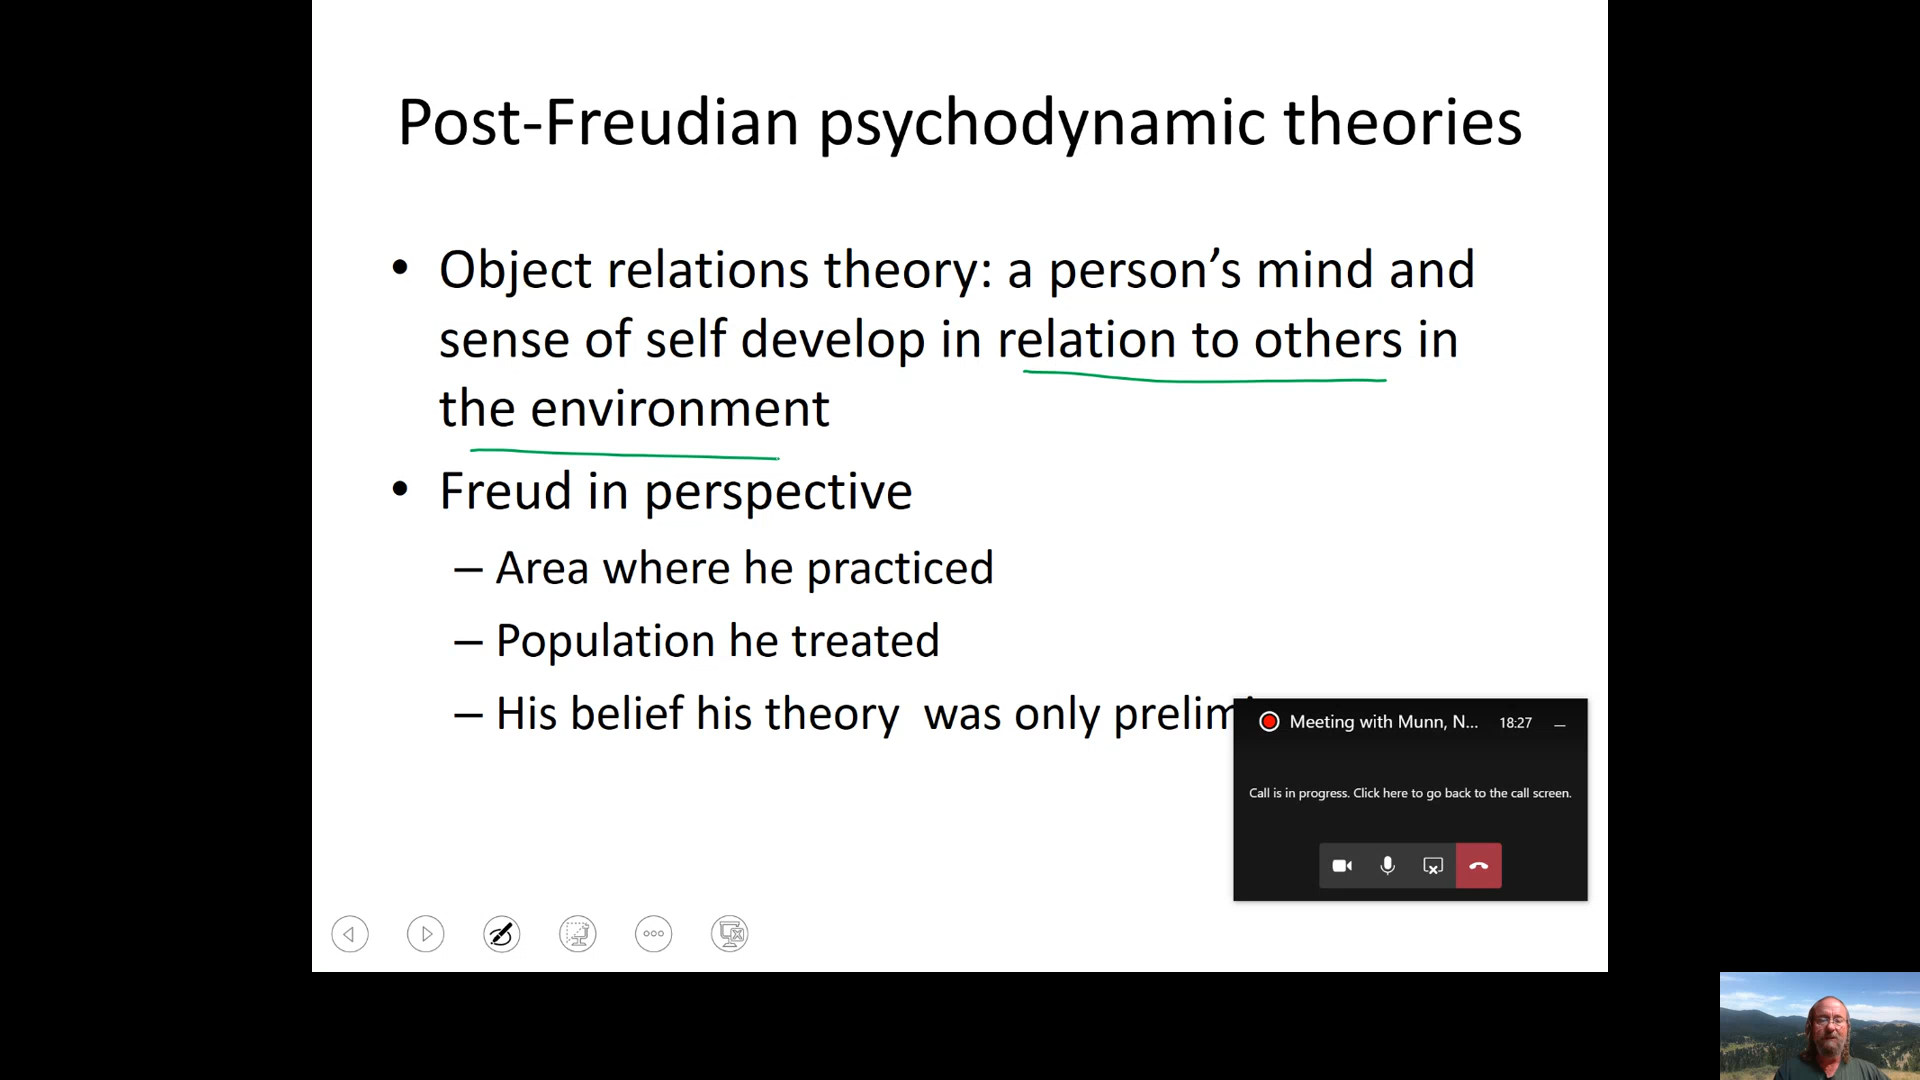 Post-Freudian psychodynamic theories
• Object relations theory: a person’s mind and
sense of self develop in relation to others in
the environment
• Freud in perspective
– Area where he practiced
– Population he treated
– His belief his theory was only
Meeting with Munn, N... 18:27
Call is in progress. Click here to go back to the call screen.